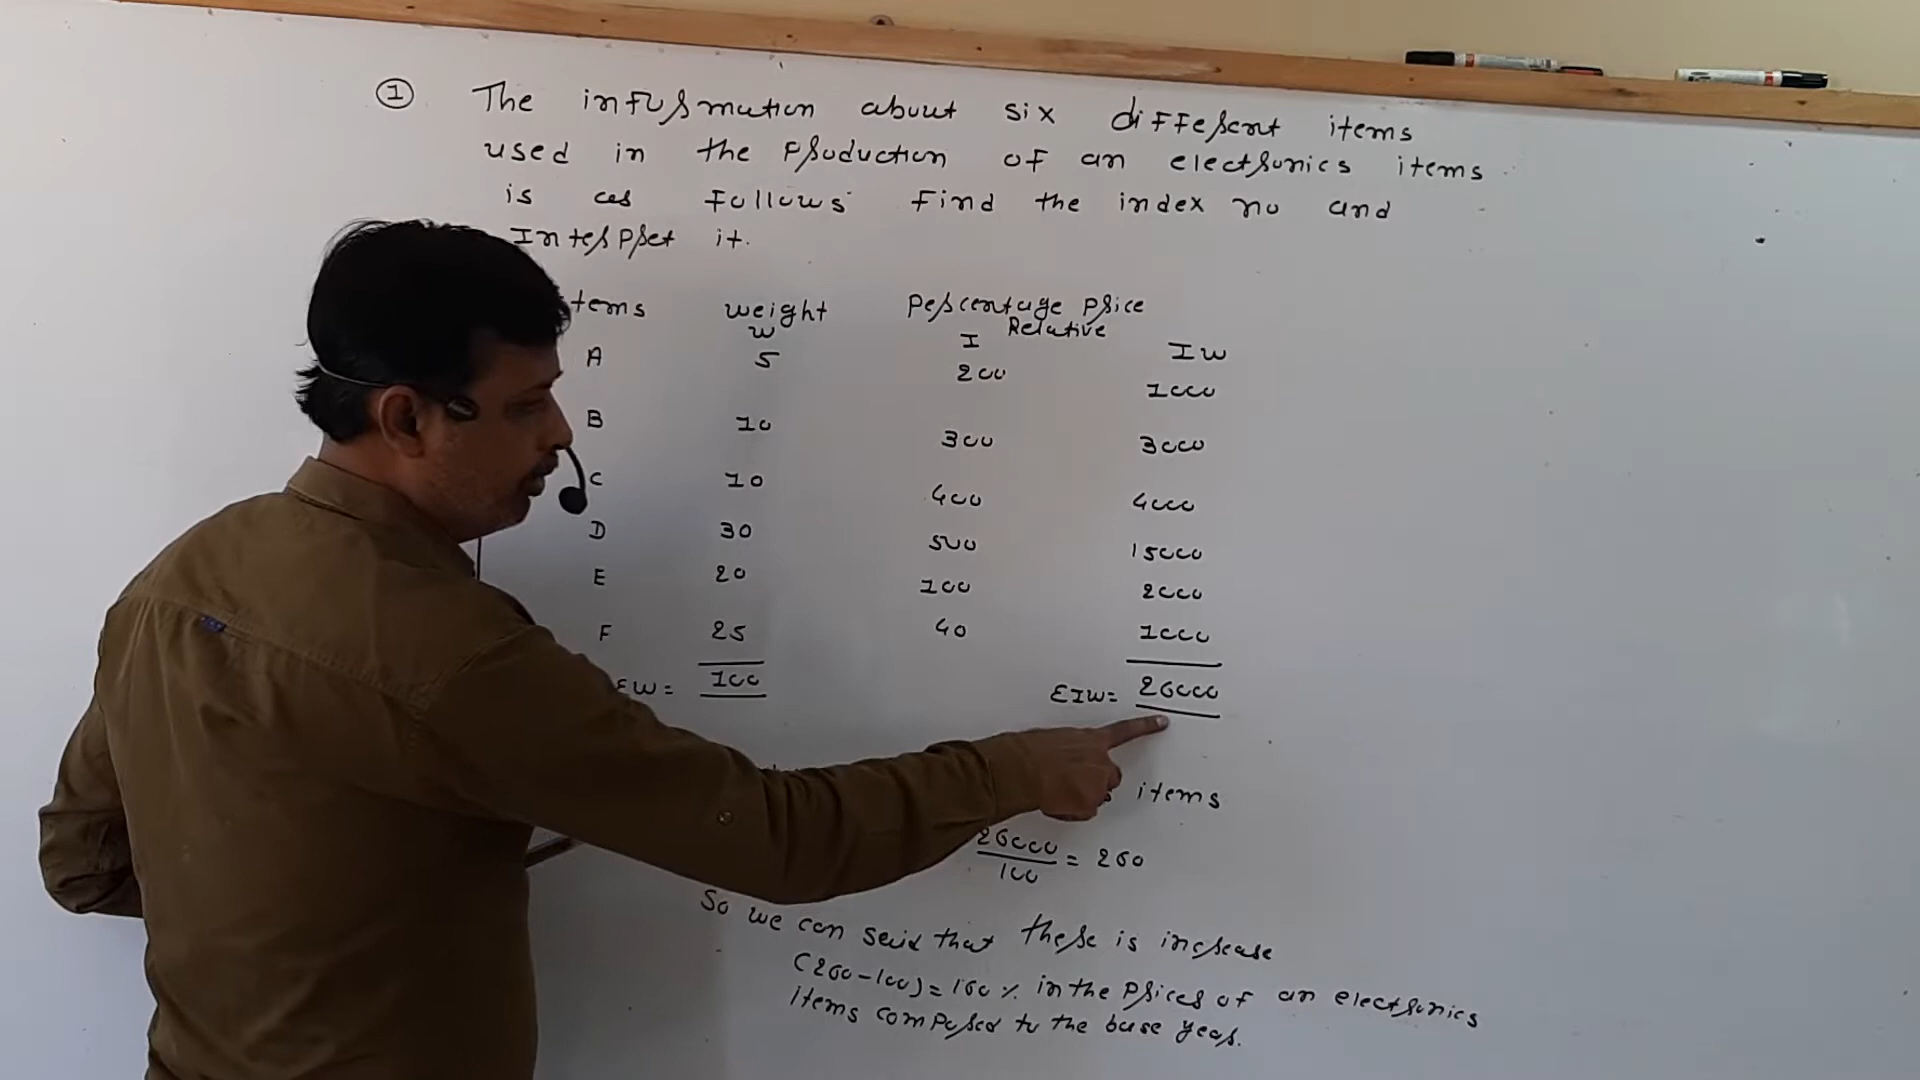 ① The information about six different items
used in the production of an electronics items
is as follows Find the index no and
Interpret it.
tems weight Percentage Price
W I Relative IW
A 5 200 1000
B 10 300 3000
C 10 400 4000
D 30 500 15000
E 20 100 2000
F 25 40 1000
ΣW = 100 ΣIW = 26000
items
26000/100 = 260
So we can said that there is increase
(260-100) = 160 % in the prices of an electronics
items compared to the base year.